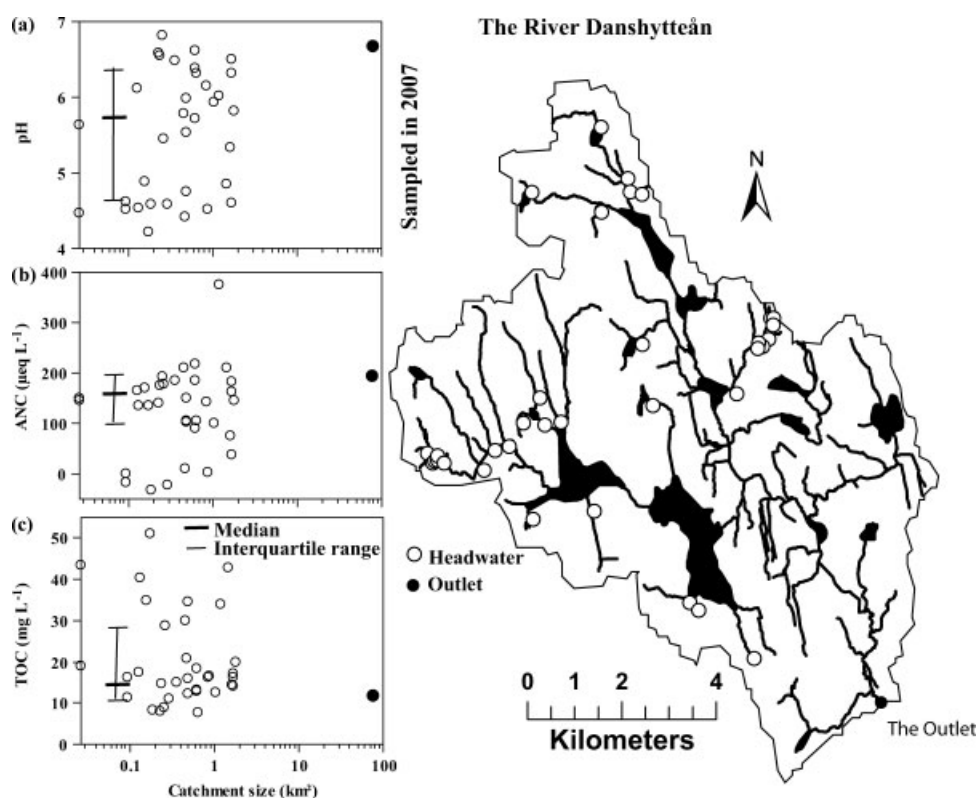 The River Danshytteån
Sampled in 2007
(a)
7
6
5
4
pH
(b)
400
300
200
100
0
ANC (µeq L⁻¹)
(c)
50
40
30
20
10
0
TOC (mg L⁻¹)
Median
Interquartile range
0.1
1
10
100
Catchment size (km²)
N
Headwater
Outlet
0 2 4
Kilometers
The Outlet